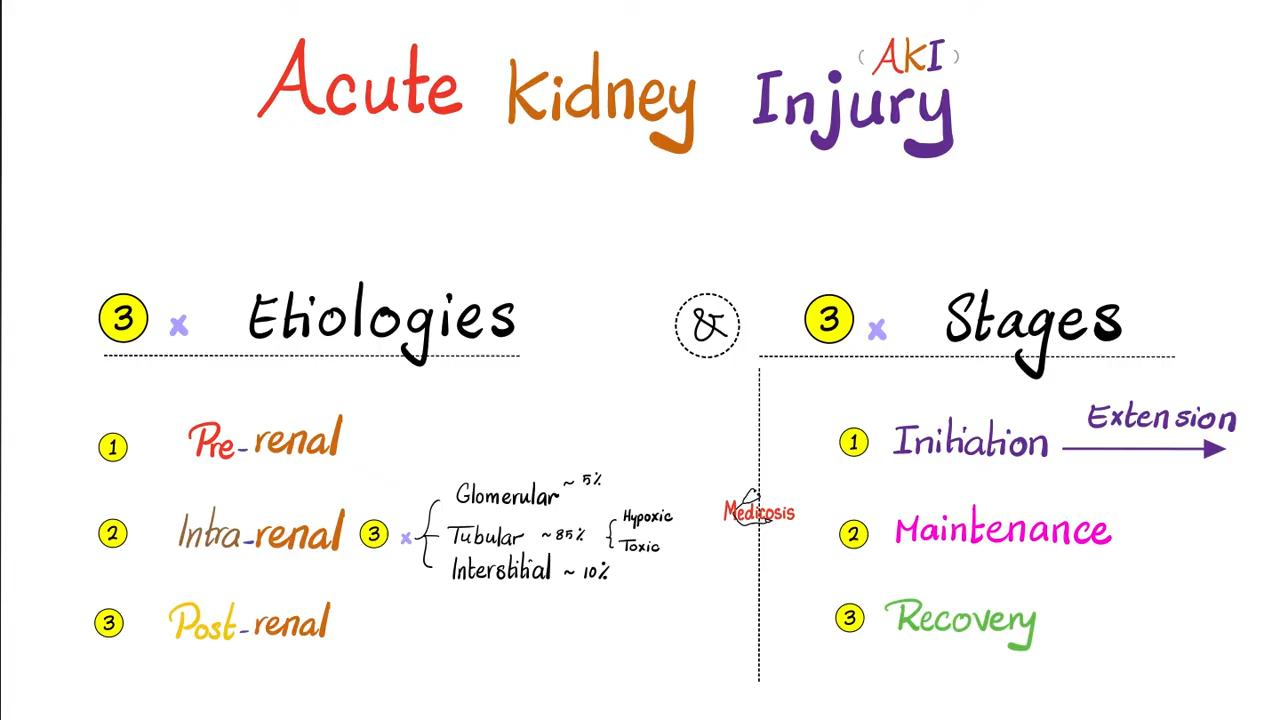 Acute Kidney Injury (AKI)
3 x Etiologies & 3 x Stages
1 Pre-renal
2 Intra-renal 3 x
Glomerular ~ 5%
Tubular ~85%
Hypoxic
Toxic
Interstitial ~ 10%
3 Post-renal
Medicosis
1 Initiation Extension
2 Maintenance
3 Recovery